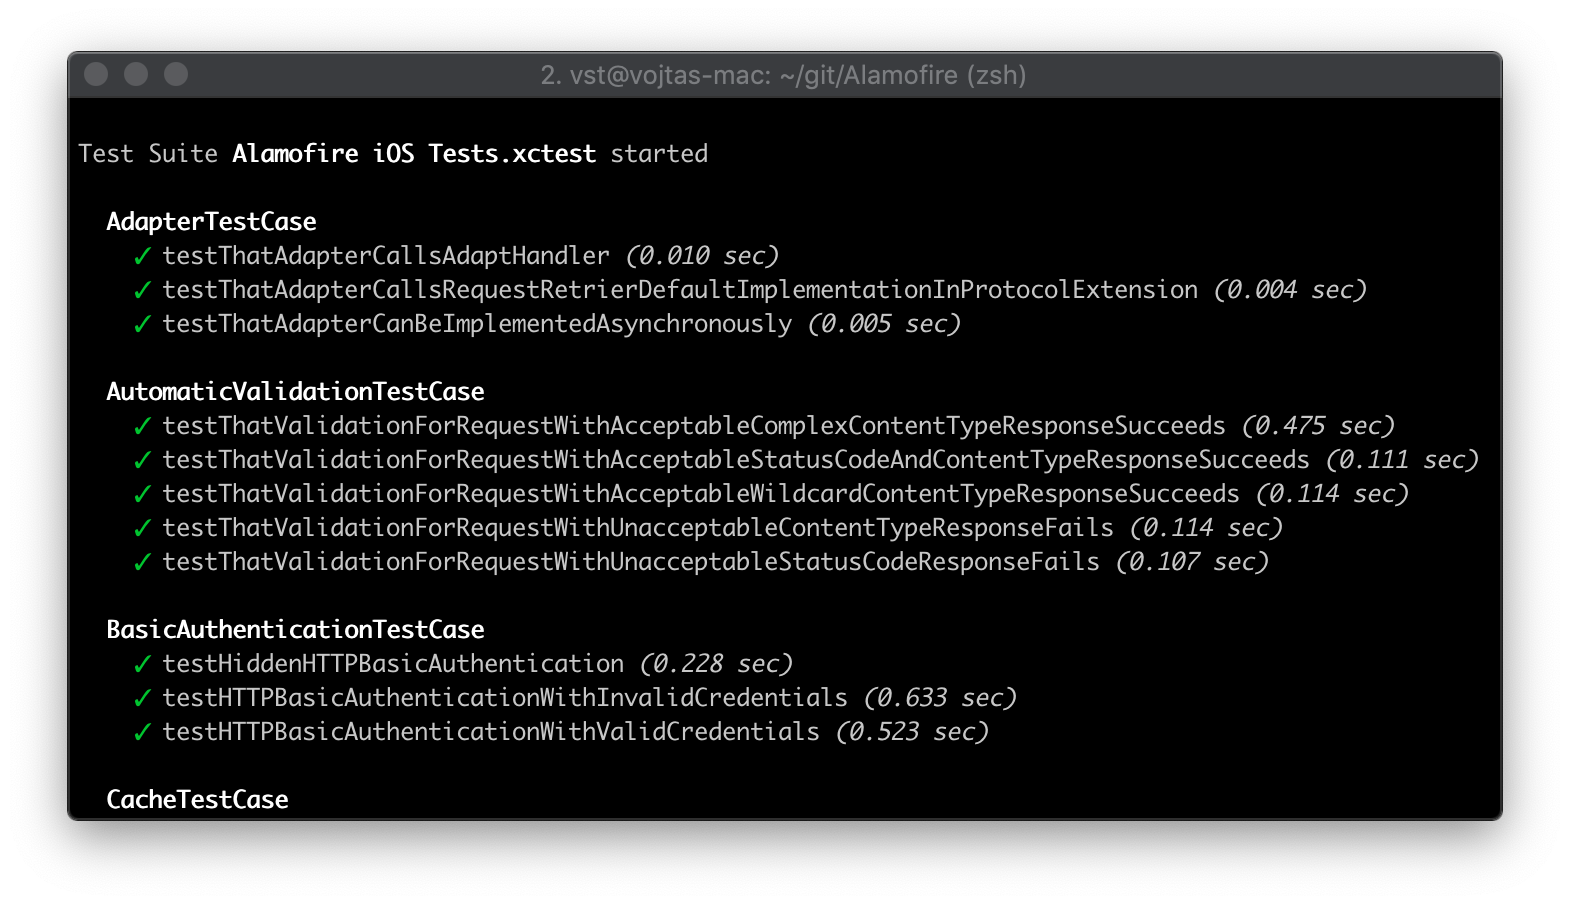 2. vst@vojtas-mac: ~/git/Alamofire (zsh)
Test Suite Alamofire iOS Tests.xctest started
AdapterTestCase
✓ testThatAdapterCallsAdaptHandler (0.010 sec)
✓ testThatAdapterCallsRequestRetrierDefaultImplementationInProtocolExtension (0.004 sec)
✓ testThatAdapterCanBeImplementedAsynchronously (0.005 sec)
AutomaticValidationTestCase
✓ testThatValidationForRequestWithAcceptableComplexContentTypeResponseSucceeds (0.475 sec)
✓ testThatValidationForRequestWithAcceptableStatusCodeAndContentTypeResponseSucceeds (0.111 sec)
✓ testThatValidationForRequestWithAcceptableWildcardContentTypeResponseSucceeds (0.114 sec)
✓ testThatValidationForRequestWithUnacceptableContentTypeResponseFails (0.114 sec)
✓ testThatValidationForRequestWithUnacceptableStatusCodeResponseFails (0.107 sec)
BasicAuthenticationTestCase
✓ testHiddenHTTPBasicAuthentication (0.228 sec)
✓ testHTTPBasicAuthenticationWithInvalidCredentials (0.633 sec)
✓ testHTTPBasicAuthenticationWithValidCredentials (0.523 sec)
CacheTestCase